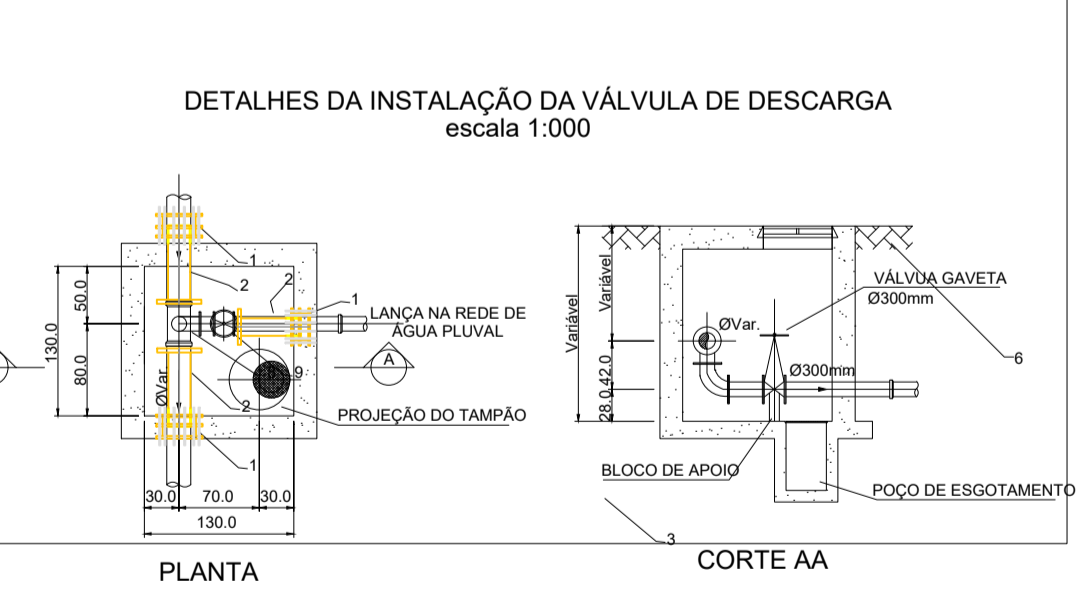 DETALHES DA INSTALAÇÃO DA VÁLVULA DE DESCARGA
escala 1:000
1
2
2
1
LANÇA NA REDE DE
ÁGUA PLUVAL
50.0
130.0
80.0
ØVar
9
A
2
PROJEÇÃO DO TAMPÃO
1
30.0
70.0
30.0
130.0
PLANTA
Variável
Variável
VÁLVUA GAVETA
Ø300mm
ØVar.
6
28.0
42.0
Ø300mm
BLOCO DE APOIO
POÇO DE ESGOTAMENTO
3
CORTE AA